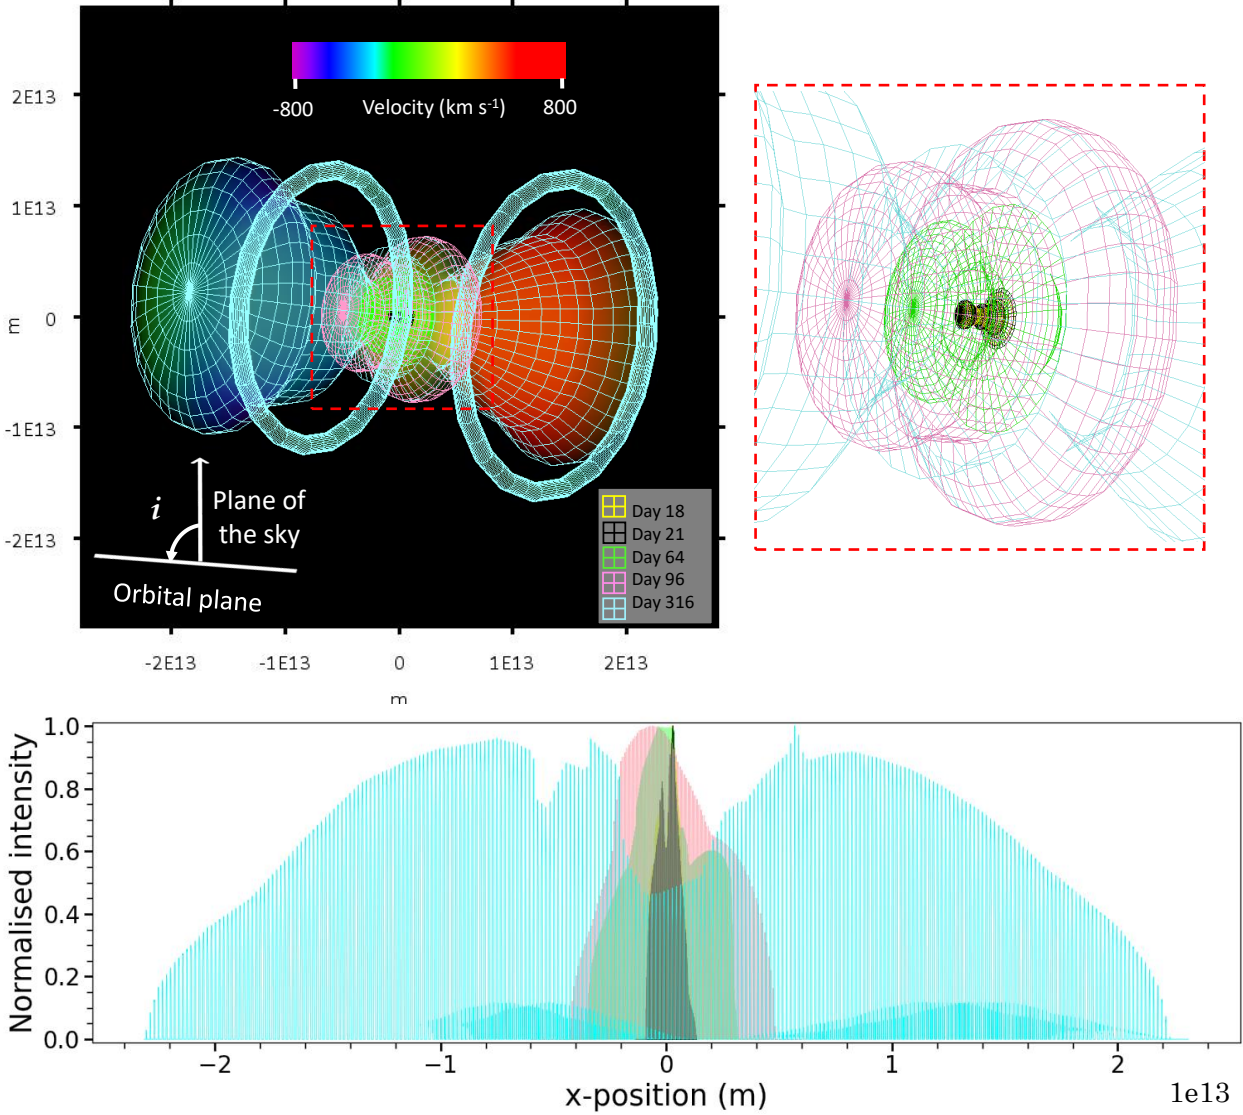 -800
Velocity (km s-1)
800
2E13
1E13
0
-1E13
-2E13
m
i
Plane of
the sky
Orbital plane
Day 18
Day 21
Day 64
Day 96
Day 316
-2E13
-1E13
0
1E13
2E13
m
Normalised intensity
1.0
0.8
0.6
0.4
0.2
0.0
−2
−1
0
1
2
x-position (m)
1e13